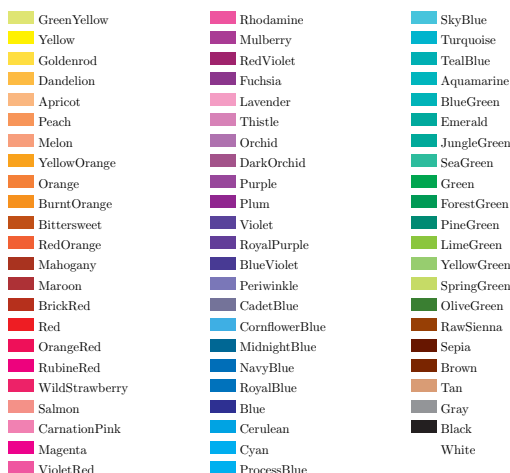 GreenYellow
Yellow
Goldenrod
Dandelion
Apricot
Peach
Melon
YellowOrange
Orange
BurntOrange
Bittersweet
RedOrange
Mahogany
Maroon
BrickRed
Red
OrangeRed
RubineRed
WildStrawberry
Salmon
CarnationPink
Magenta
VioletRed
Rhodamine
Mulberry
RedViolet
Fuchsia
Lavender
Thistle
Orchid
DarkOrchid
Purple
Plum
Violet
RoyalPurple
BlueViolet
Periwinkle
CadetBlue
CornflowerBlue
MidnightBlue
NavyBlue
RoyalBlue
Blue
Cerulean
Cyan
ProcessBlue
SkyBlue
Turquoise
TealBlue
Aquamarine
BlueGreen
Emerald
JungleGreen
SeaGreen
Green
ForestGreen
PineGreen
LimeGreen
YellowGreen
SpringGreen
OliveGreen
RawSienna
Sepia
Brown
Tan
Gray
Black
White